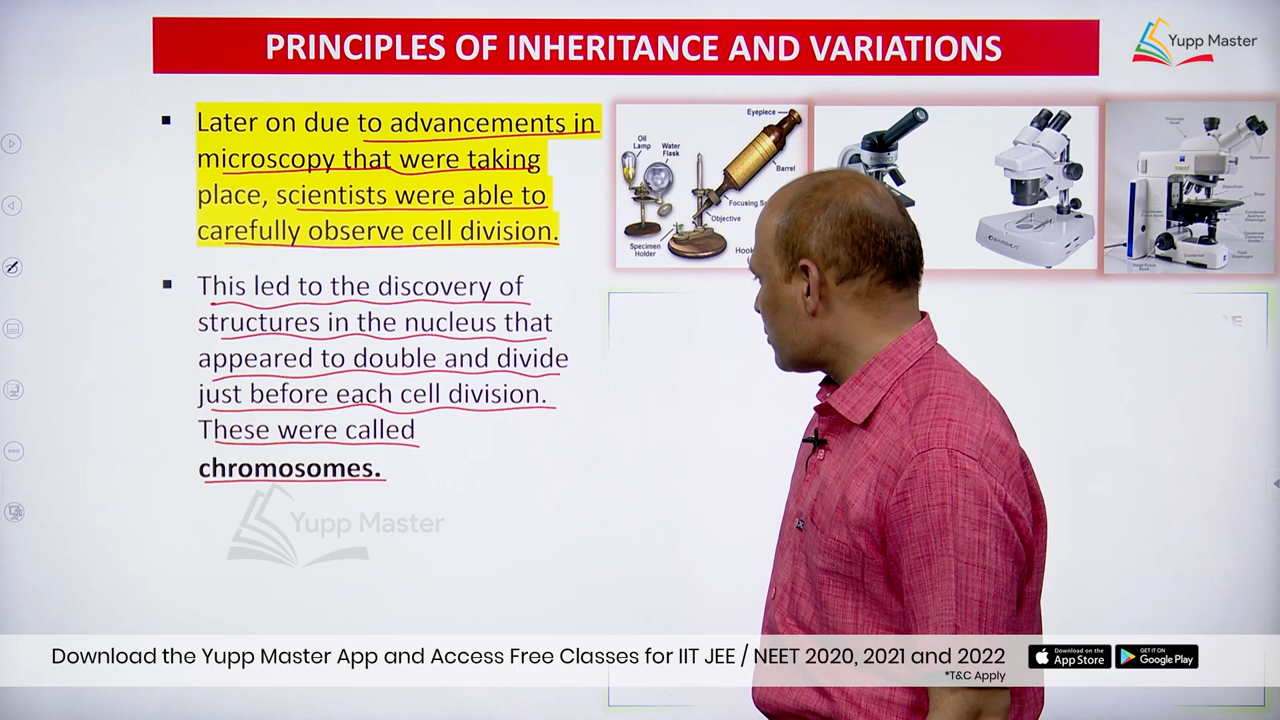 PRINCIPLES OF INHERITANCE AND VARIATIONS
Yupp Master
▪ Later on due to advancements in
microscopy that were taking
place, scientists were able to
carefully observe cell division.
▪ This led to the discovery of
structures in the nucleus that
appeared to double and divide
just before each cell division.
These were called
chromosomes.
Eyepiece
Oil
Lamp
Water
Flask
Barrel
Focusing
Objective
Specimen
Holder
Yupp Master
Download the Yupp Master App and Access Free Classes for IIT JEE / NEET 2020, 2021 and 2022
*T&C Apply
Download on the
App Store
GET IT ON
Google Play